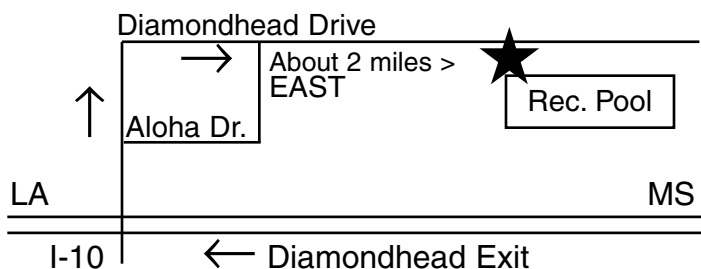 Diamondhead Drive
About 2 miles >
EAST
Rec. Pool
Aloha Dr.
LA
MS
I-10
Diamondhead Exit